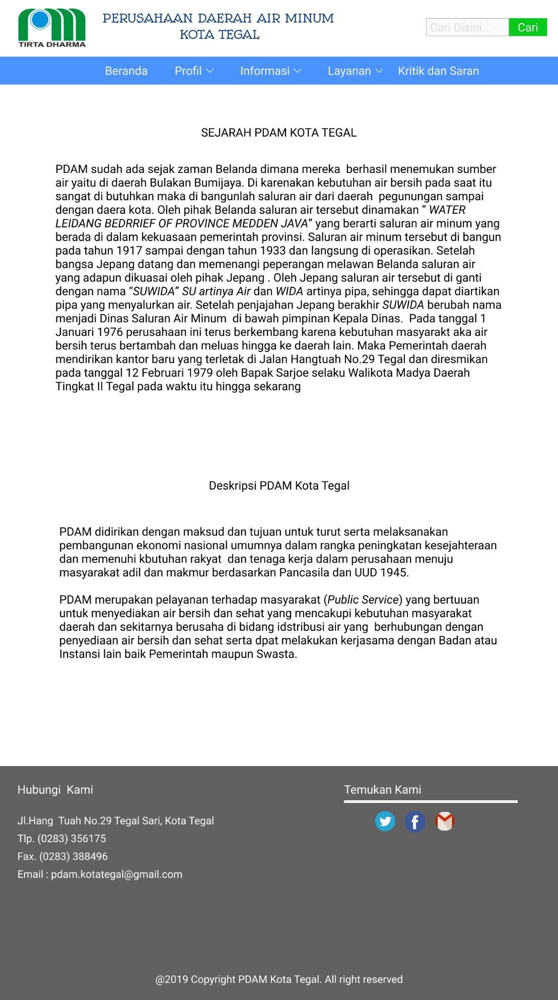 TIRTA DHARMA
PERUSAHAAN DAERAH AIR MINUM
KOTA TEGAL
Cari Disini...
Cari
Beranda
Profil
Informasi
Layanan
Kritik dan Saran
SEJARAH PDAM KOTA TEGAL
PDAM sudah ada sejak zaman Belanda dimana mereka  berhasil menemukan sumber
air yaitu di daerah Bulakan Bumijaya. Di karenakan kebutuhan air bersih pada saat itu
sangat di butuhkan maka di bangunlah saluran air dari daerah  pegunungan sampai
dengan daera kota. Oleh pihak Belanda saluran air tersebut dinamakan “ WATER
LEIDANG BEDRRIEF OF PROVINCE MEDDEN JAVA” yang berarti saluran air minum yang
berada di dalam kekuasaan pemerintah provinsi. Saluran air minum tersebut di bangun
pada tahun 1917 sampai dengan tahun 1933 dan langsung di operasikan. Setelah
bangsa Jepang datang dan memenangi peperangan melawan Belanda saluran air
yang adapun dikuasai oleh pihak Jepang . Oleh Jepang saluran air tersebut di ganti
dengan nama “SUWIDA” SU artinya Air dan WIDA artinya pipa, sehingga dapat diartikan
pipa yang menyalurkan air. Setelah penjajahan Jepang berakhir SUWIDA berubah nama
menjadi Dinas Saluran Air Minum  di bawah pimpinan Kepala Dinas.  Pada tanggal 1
Januari 1976 perusahaan ini terus berkembang karena kebutuhan masyarakt aka air
bersih terus bertambah dan meluas hingga ke daerah lain. Maka Pemerintah daerah
mendirikan kantor baru yang terletak di Jalan Hangtuah No.29 Tegal dan diresmikan
pada tanggal 12 Februari 1979 oleh Bapak Sarjoe selaku Walikota Madya Daerah
Tingkat II Tegal pada waktu itu hingga sekarang
Deskripsi PDAM Kota Tegal
PDAM didirikan dengan maksud dan tujuan untuk turut serta melaksanakan
pembangunan ekonomi nasional umumnya dalam rangka peningkatan kesejahteraan
dan memenuhi kbutuhan rakyat  dan tenaga kerja dalam perusahaan menuju
masyarakat adil dan makmur berdasarkan Pancasila dan UUD 1945.
PDAM merupakan pelayanan terhadap masyarakat (Public Service) yang bertuuan
untuk menyediakan air bersih dan sehat yang mencakupi kebutuhan masyarakat
daerah dan sekitarnya berusaha di bidang idstribusi air yang  berhubungan dengan
penyediaan air bersih dan sehat serta dpat melakukan kerjasama dengan Badan atau
Instansi lain baik Pemerintah maupun Swasta.
Hubungi  Kami
Jl.Hang  Tuah No.29 Tegal Sari, Kota Tegal
Tlp. (0283) 356175
Fax. (0283) 388496
Email : pdam.kotategal@gmail.com
Temukan Kami
@2019 Copyright PDAM Kota Tegal. All right reserved